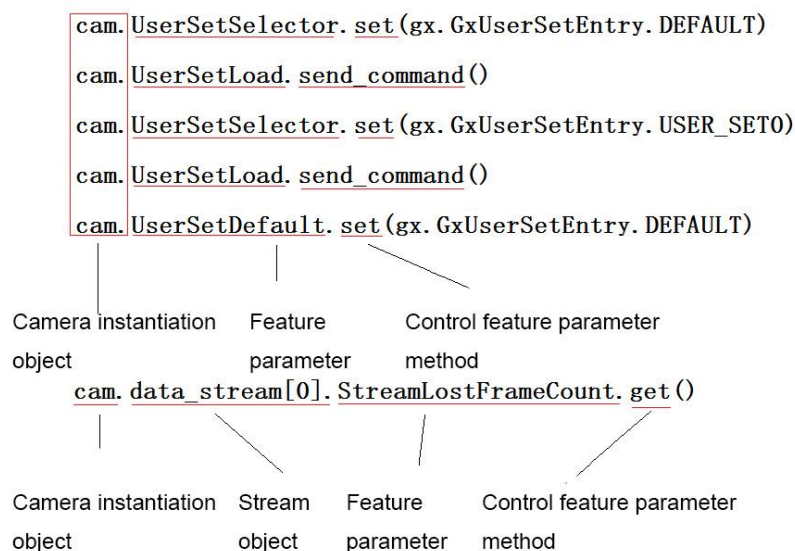 cam.UserSetSelector.set(gx.GxUserSetEntry.DEFAULT)
cam.UserSetLoad.send_command()
cam.UserSetSelector.set(gx.GxUserSetEntry.USER_SET0)
cam.UserSetLoad.send_command()
cam.UserSetDefault.set(gx.GxUserSetEntry.DEFAULT)
Camera instantiation object
Feature parameter
Control feature parameter method
cam.data_stream[0].StreamLostFrameCount.get()
Camera instantiation object
Stream object
Feature parameter
Control feature parameter method